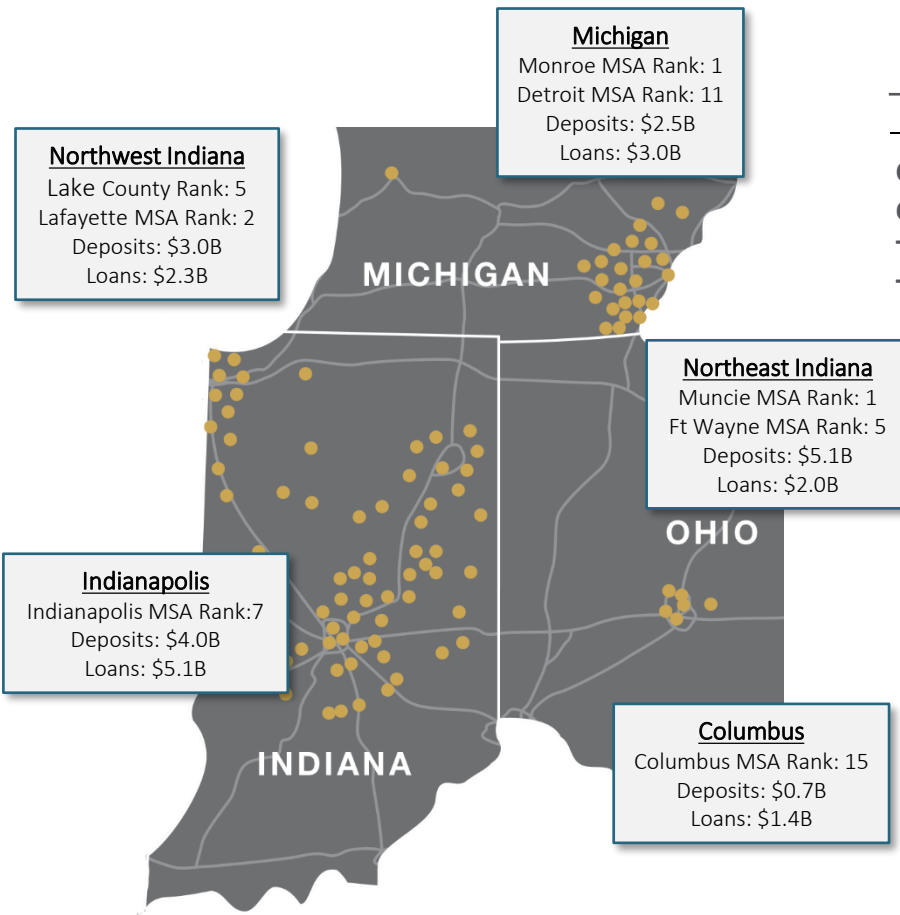 Michigan
Monroe MSA Rank: 1
Detroit MSA Rank: 11
Deposits: $2.5B
Loans: $3.0B
Northwest Indiana
Lake County Rank: 5
Lafayette MSA Rank: 2
Deposits: $3.0B
Loans: $2.3B
MICHIGAN
Northeast Indiana
Muncie MSA Rank: 1
Ft Wayne MSA Rank: 5
Deposits: $5.1B
Loans: $2.0B
OHIO
Indianapolis
Indianapolis MSA Rank:7
Deposits: $4.0B
Loans: $5.1B
INDIANA
Columbus
Columbus MSA Rank: 15
Deposits: $0.7B
Loans: $1.4B